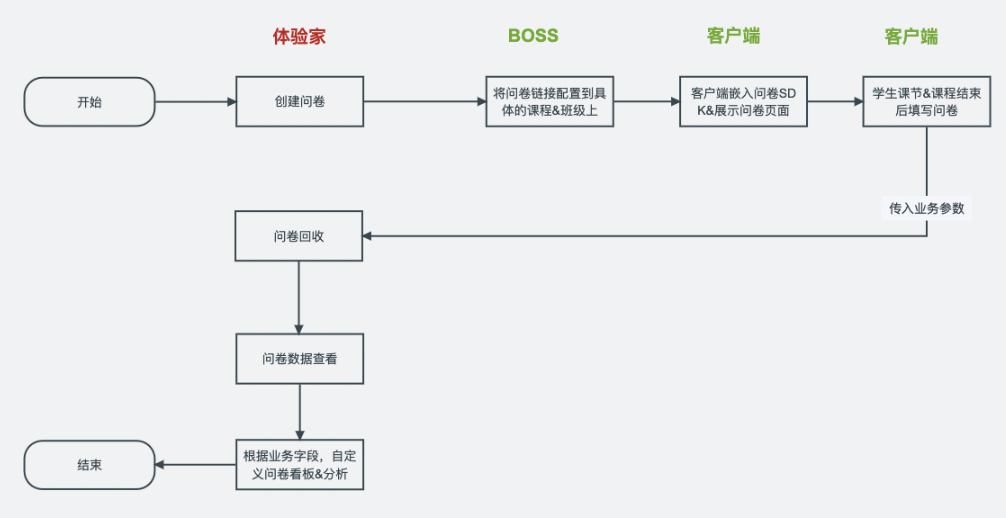 体验家
BOSS
客户端
客户端
开始
创建问卷
将问卷链接配置到具
体的课程&班级上
客户端嵌入问卷SD
K&展示问卷页面
学生课节&课程结束
后填写问卷
传入业务参数
问卷回收
问卷数据查看
根据业务字段，自定
义问卷看板&分析
结束